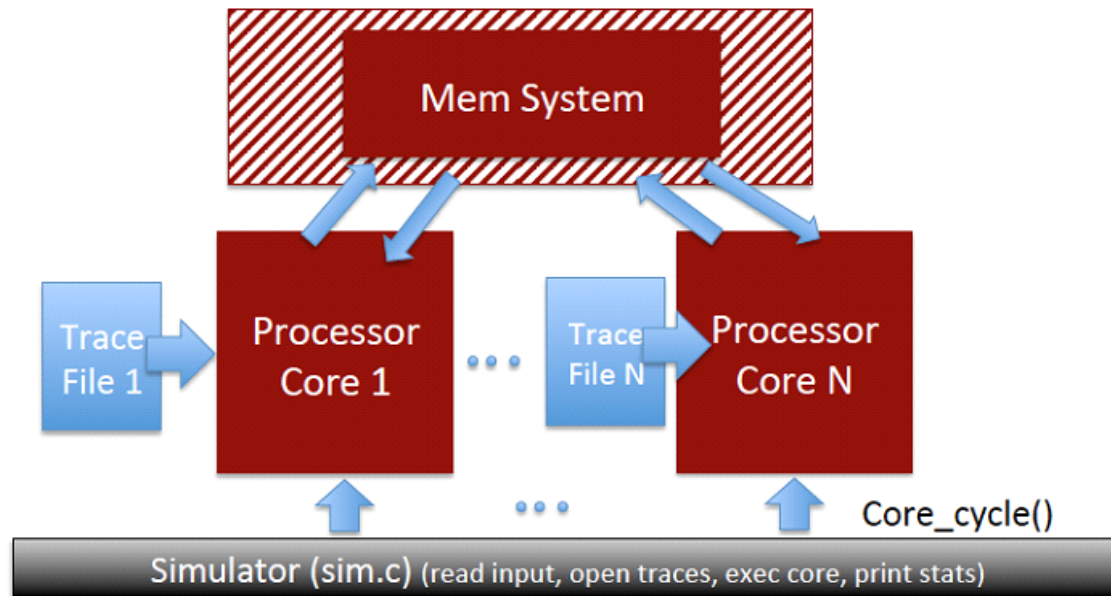 Mem System
Trace
File 1
Processor
Core 1
Trace
File N
Processor
Core N
Core_cycle()
Simulator (sim.c) (read input, open traces, exec core, print stats)